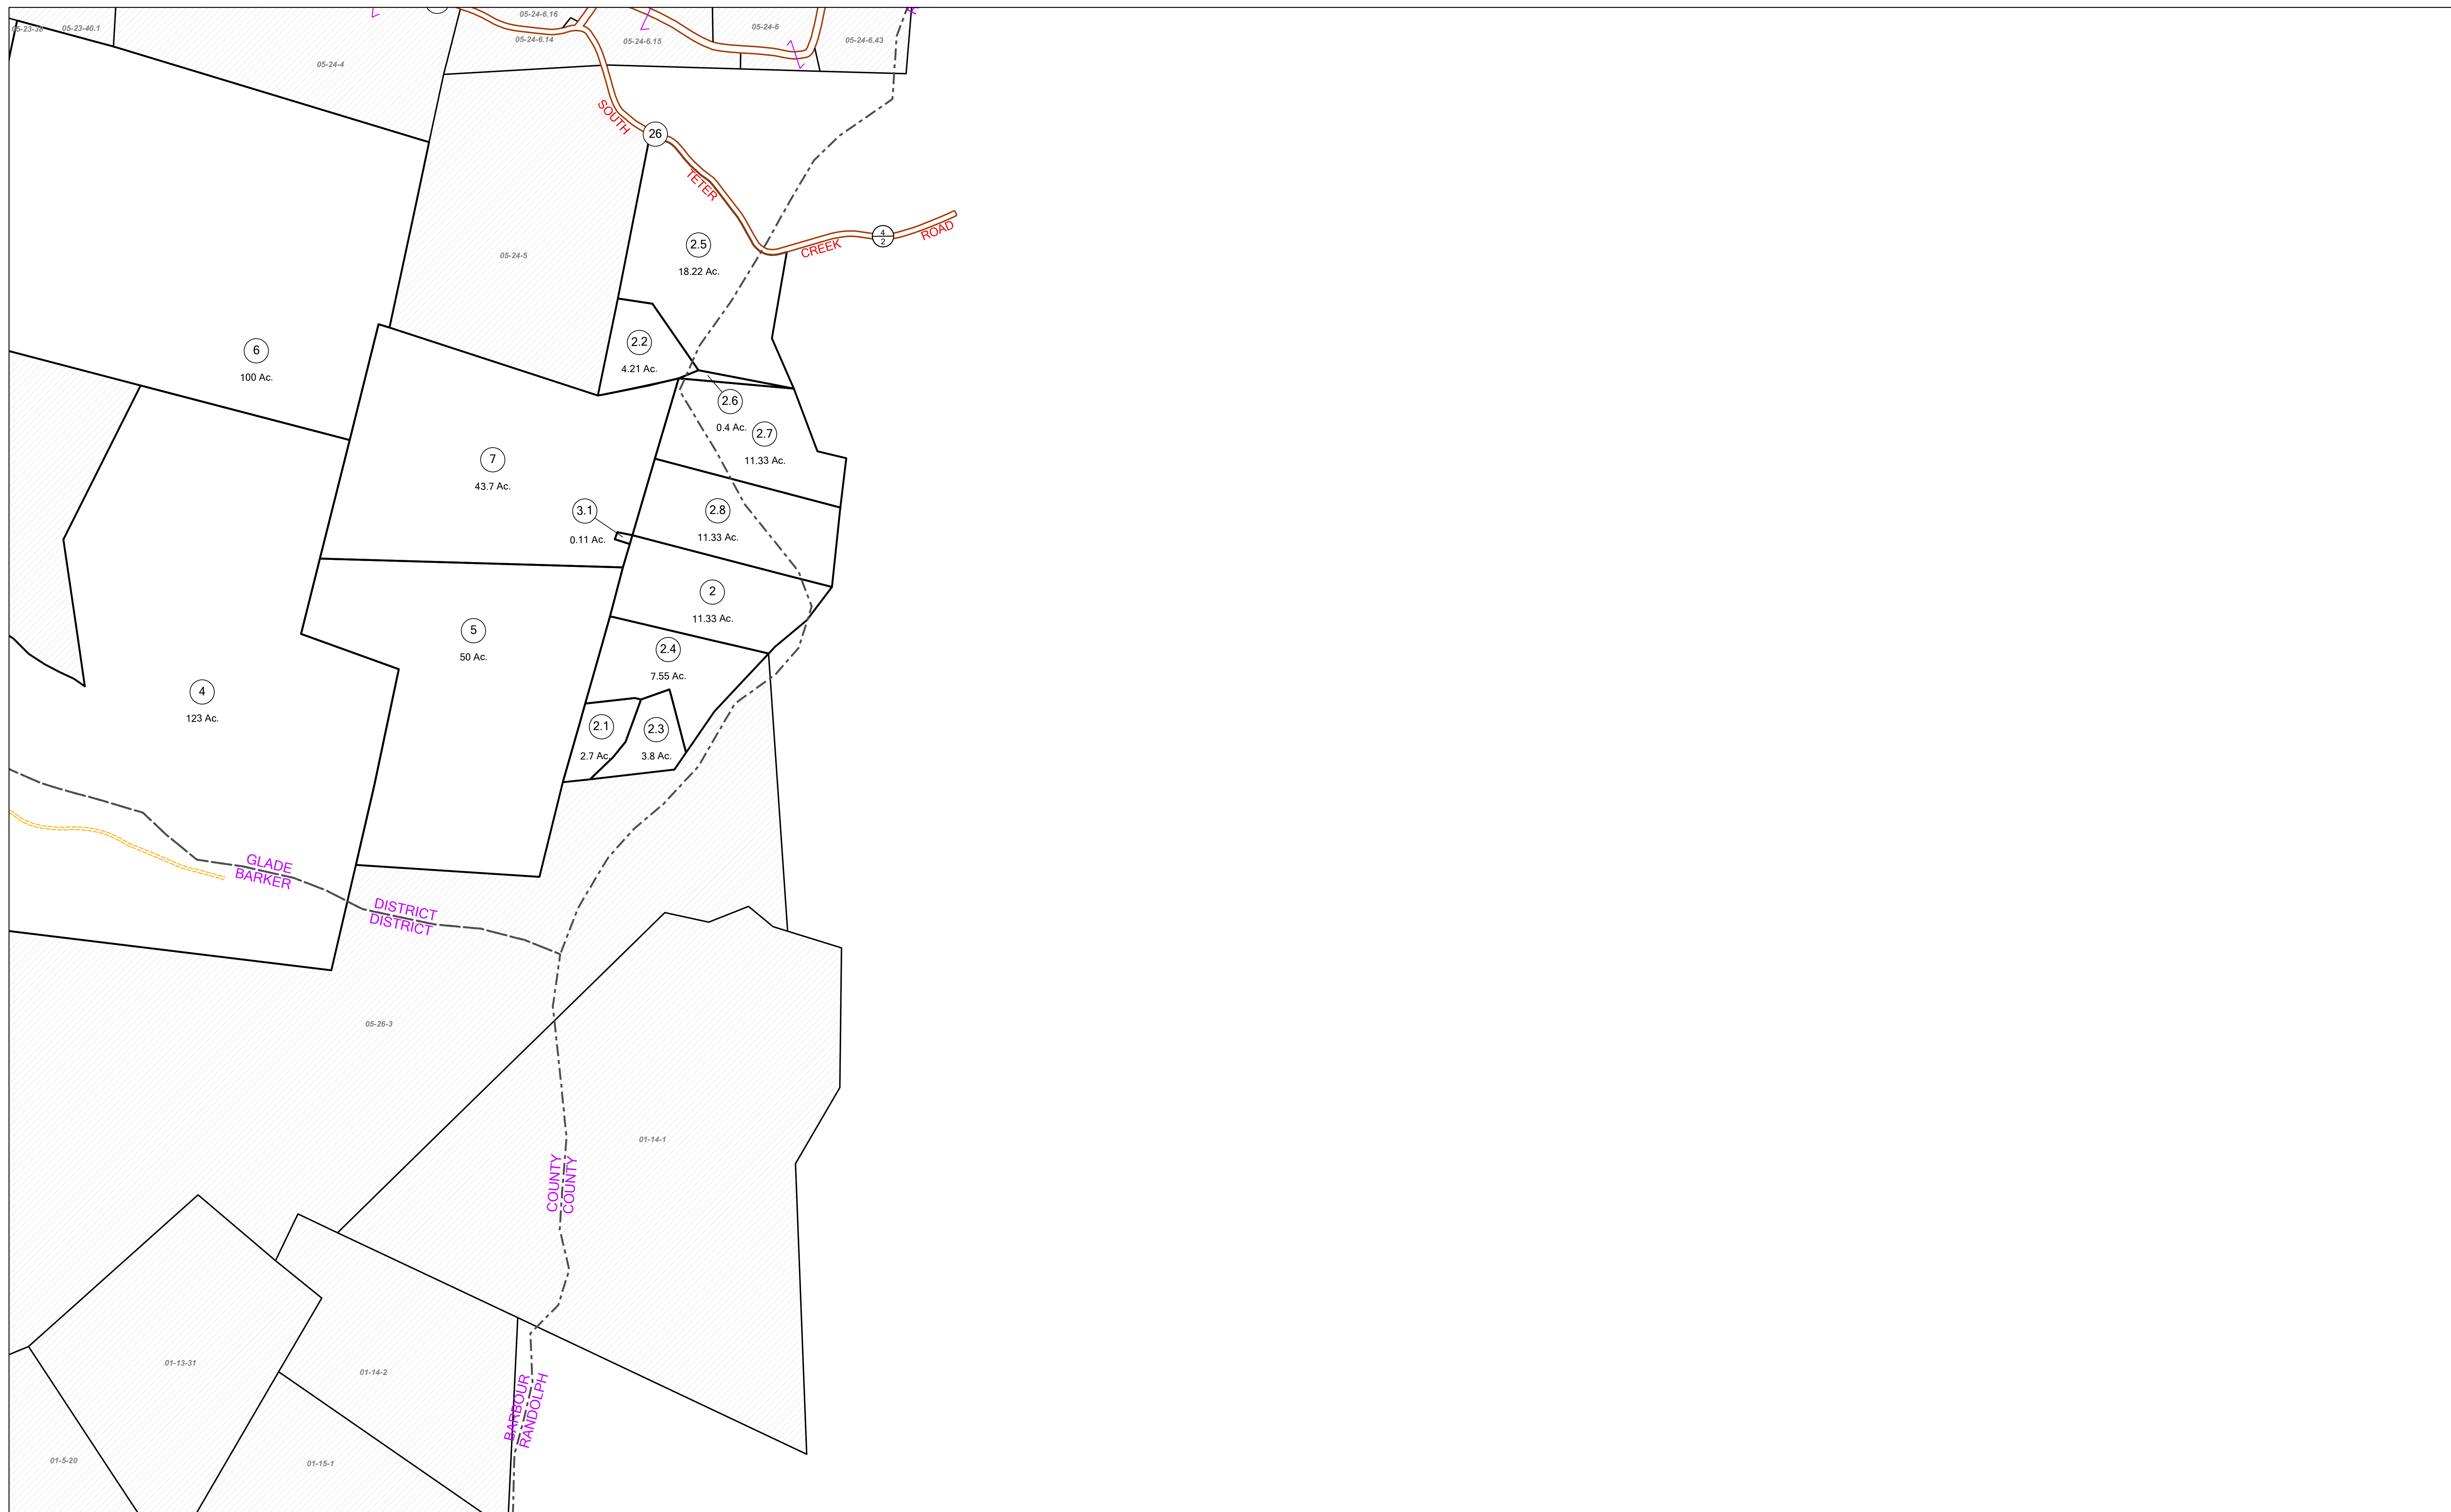 05-23-38
05-23-40.1
05-24-4
05-24-6.16
05-24-6.14
05-24-6.15
05-24-6
05-24-6.43
SOUTH
26
TETER
CREEK
4
2
ROAD
05-24-5
2.5
18.22 Ac.
2.2
4.21 Ac.
6
100 Ac.
2.6
0.4 Ac.
2.7
11.33 Ac.
7
43.7 Ac.
3.1
0.11 Ac.
2.8
11.33 Ac.
2
11.33 Ac.
5
50 Ac.
2.4
7.55 Ac.
4
123 Ac.
2.1
2.7 Ac.
2.3
3.8 Ac.
GLADE
BARKER
DISTRICT
DISTRICT
05-26-3
01-14-1
COUNTY
COUNTY
01-13-31
01-14-2
BARBOUR
RANDOLPH
01-5-20
01-15-1